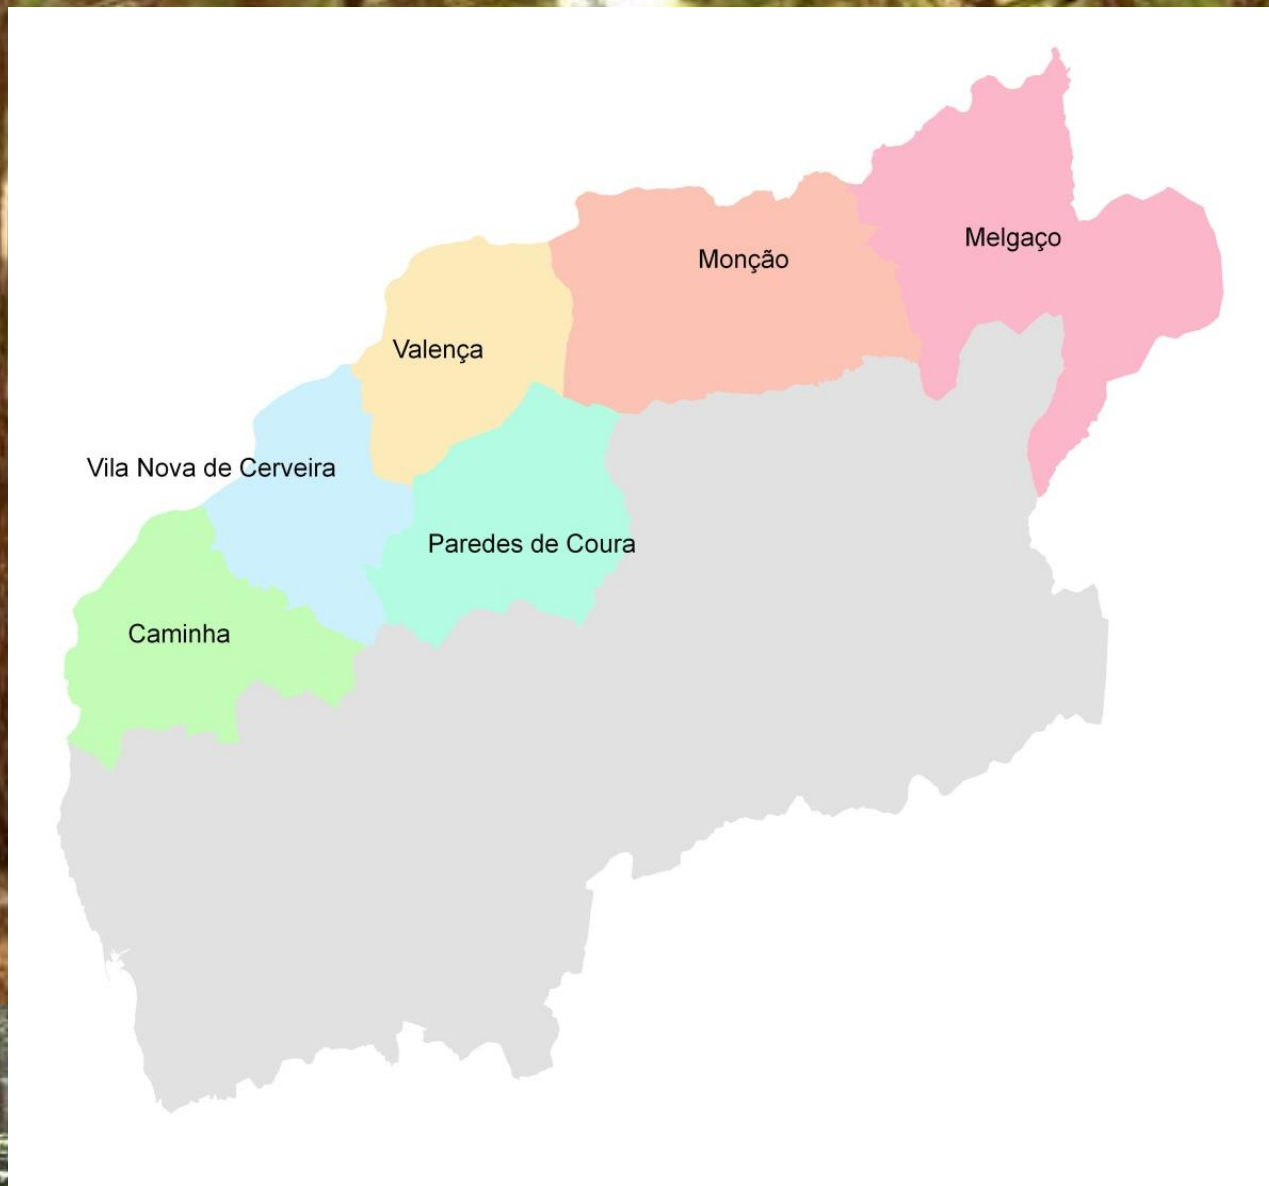 Melgaço
Monção
Valença
Vila Nova de Cerveira
Paredes de Coura
Caminha